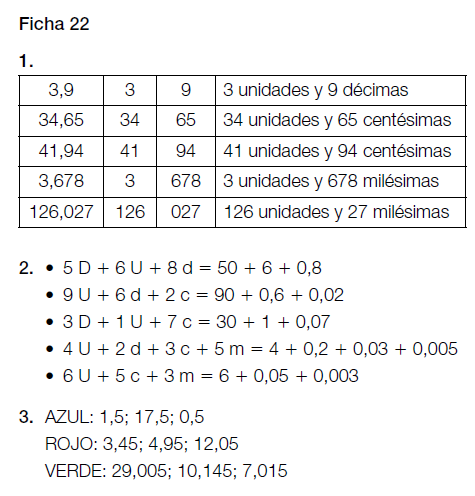 Ficha 22
1.
3,9 3 9 3 unidades y 9 décimas
34,65 34 65 34 unidades y 65 centésimas
41,94 41 94 41 unidades y 94 centésimas
3,678 3 678 3 unidades y 678 milésimas
126,027 126 027 126 unidades y 27 milésimas
2. • 5 D + 6 U + 8 d = 50 + 6 + 0,8
• 9 U + 6 d + 2 c = 90 + 0,6 + 0,02
• 3 D + 1 U + 7 c = 30 + 1 + 0,07
• 4 U + 2 d + 3 c + 5 m = 4 + 0,2 + 0,03 + 0,005
• 6 U + 5 c + 3 m = 6 + 0,05 + 0,003
3. AZUL: 1,5; 17,5; 0,5
ROJO: 3,45; 4,95; 12,05
VERDE: 29,005; 10,145; 7,015